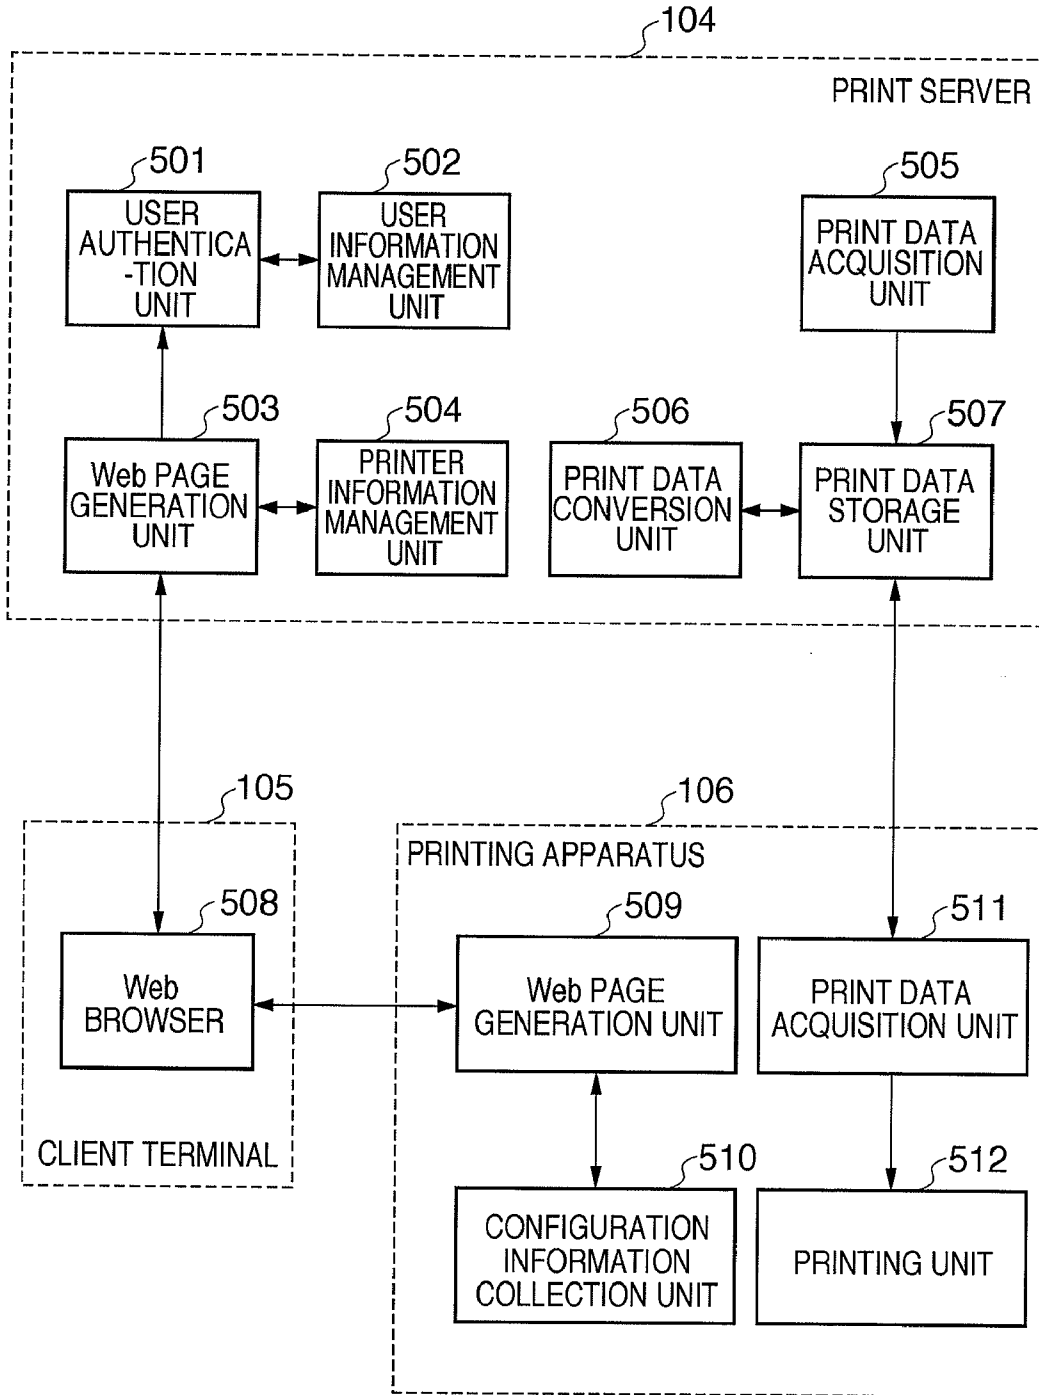 104
PRINT SERVER
501
USER
AUTHENTICA-
-TION
UNIT
502
USER
INFORMATION
MANAGEMENT
UNIT
505
PRINT DATA
ACQUISITION
UNIT
503
Web PAGE
GENERATION
UNIT
504
PRINTER
INFORMATION
MANAGEMENT
UNIT
506
PRINT DATA
CONVERSION
UNIT
507
PRINT DATA
STORAGE
UNIT
105
508
Web
BROWSER
CLIENT TERMINAL
106
PRINTING APPARATUS
509
Web PAGE
GENERATION UNIT
511
PRINT DATA
ACQUISITION UNIT
510
CONFIGURATION
INFORMATION
COLLECTION UNIT
512
PRINTING UNIT